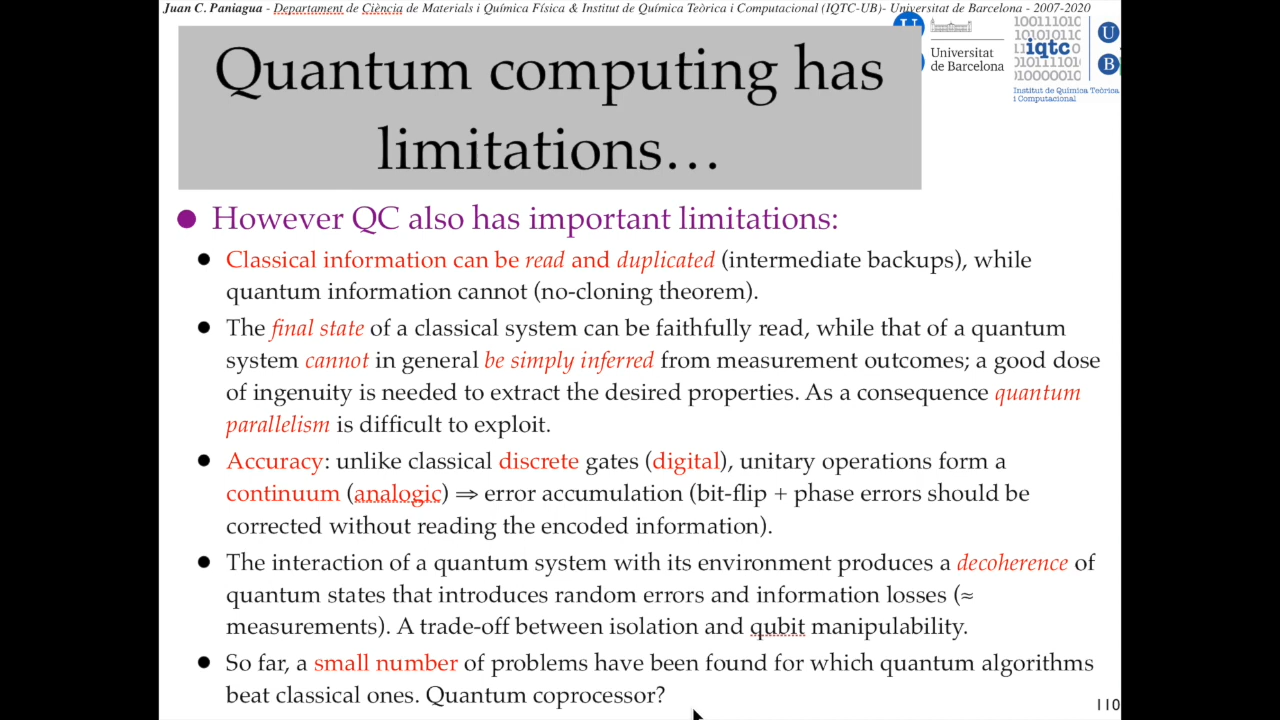 Juan C. Paniagua - Departament de Ciència de Materials i Química Física & Institut de Química Teòrica i Computacional (IQTC-UB)- Universitat de Barcelona - 2007-2020
Quantum computing has
limitations…
U
Universitat
de Barcelona
100111010
101010110
iqtc
101111010
010000010
Institut de Química Teòrica
i Computacional
U
B
● However QC also has important limitations:
● Classical information can be read and duplicated (intermediate backups), while
quantum information cannot (no-cloning theorem).
● The final state of a classical system can be faithfully read, while that of a quantum
system cannot in general be simply inferred from measurement outcomes; a good dose
of ingenuity is needed to extract the desired properties. As a consequence quantum
parallelism is difficult to exploit.
● Accuracy: unlike classical discrete gates (digital), unitary operations form a
continuum (analogic) ⇒ error accumulation (bit-flip + phase errors should be
corrected without reading the encoded information).
● The interaction of a quantum system with its environment produces a decoherence of
quantum states that introduces random errors and information losses (≈
measurements). A trade-off between isolation and qubit manipulability.
● So far, a small number of problems have been found for which quantum algorithms
beat classical ones. Quantum coprocessor?
110